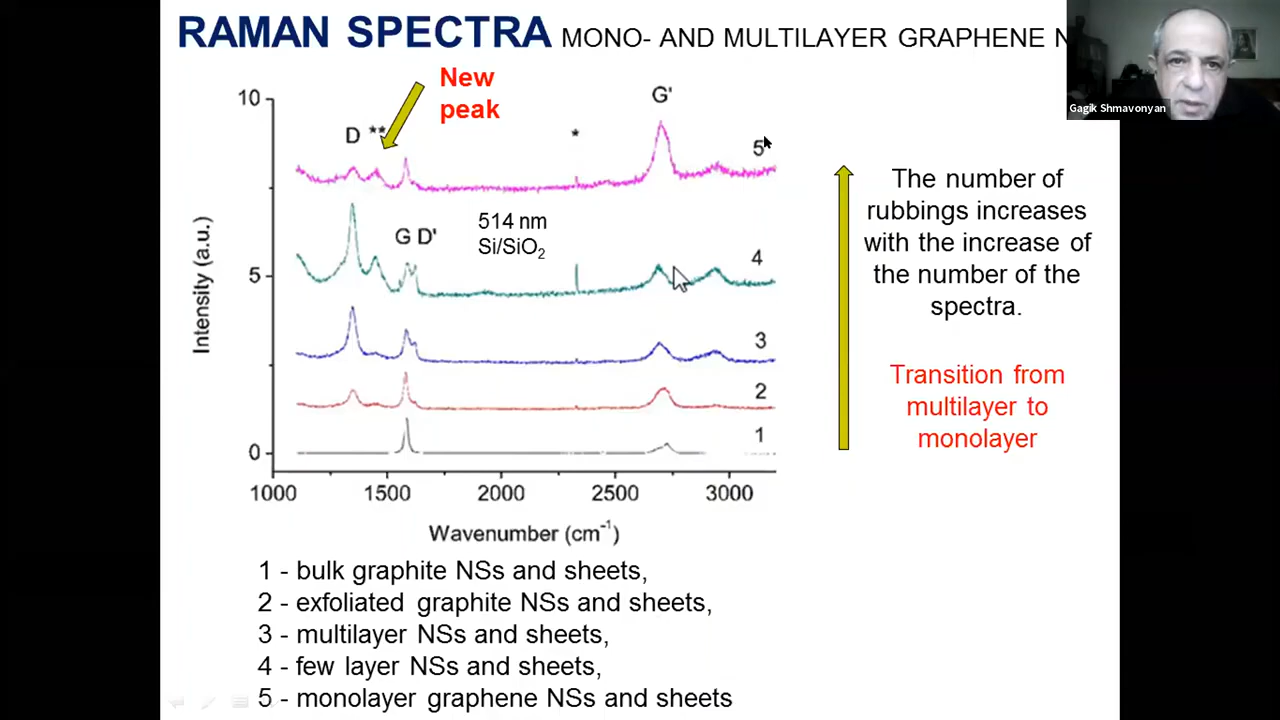 RAMAN SPECTRA MONO- AND MULTILAYER GRAPHENE
Gagik Shmavonyan
New
peak
G'
D **
*
5
10
514 nm
Si/SiO₂
G D'
4
5
3
2
1
0
Intensity (a.u.)
1000 1500 2000 2500 3000
Wavenumber (cm⁻¹)
The number of
rubbings increases
with the increase of
the number of the
spectra.
Transition from
multilayer to
monolayer
1 - bulk graphite NSs and sheets,
2 - exfoliated graphite NSs and sheets,
3 - multilayer NSs and sheets,
4 - few layer NSs and sheets,
5 - monolayer graphene NSs and sheets